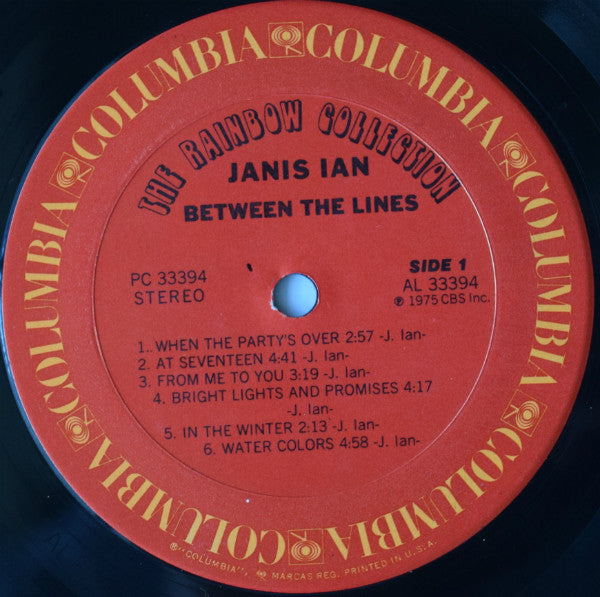 COLUMBIA COLUMBIA COLUMBIA COLUMBIA COLUMBIA COLUMBIA
THE RAINBOW COLLECTION
JANIS IAN
BETWEEN THE LINES
PC 33394
STEREO
SIDE 1
AL 33394
℗ 1975 CBS Inc.
1.. WHEN THE PARTY'S OVER 2:57 -J. Ian-
2. AT SEVENTEEN 4:41 -J. Ian-
3. FROM ME TO YOU 3:19 -J. Ian-
4. BRIGHT LIGHTS AND PROMISES 4:17
-J. Ian-
5. IN THE WINTER 2:13 -J. Ian-
6. WATER COLORS 4:58 -J. Ian-
®"COLUMBIA", MARCAS REG. PRINTED IN U.S.A.